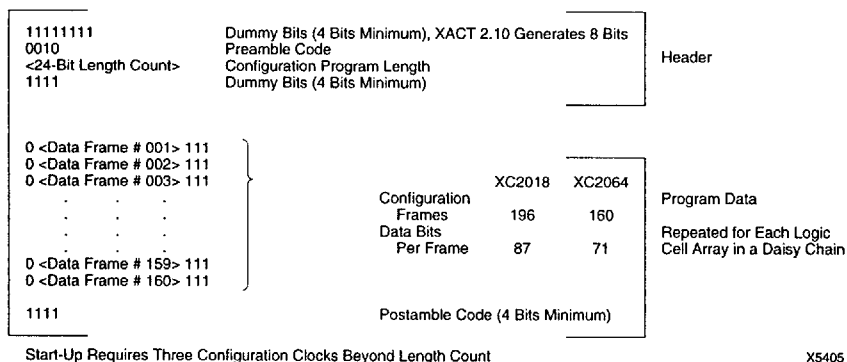 11111111 Dummy Bits (4 Bits Minimum), XACT 2.10 Generates 8 Bits
0010 Preamble Code
<24-Bit Length Count> Configuration Program Length
1111 Dummy Bits (4 Bits Minimum)
Header
0 <Data Frame # 001> 111
0 <Data Frame # 002> 111
0 <Data Frame # 003> 111
. . .
. . .
. . .
0 <Data Frame # 159> 111
0 <Data Frame # 160> 111
XC2018 XC2064
Configuration
Frames 196 160
Data Bits
Per Frame 87 71
Program Data
Repeated for Each Logic
Cell Array in a Daisy Chain
1111 Postamble Code (4 Bits Minimum)
Start-Up Requires Three Configuration Clocks Beyond Length Count
X5405